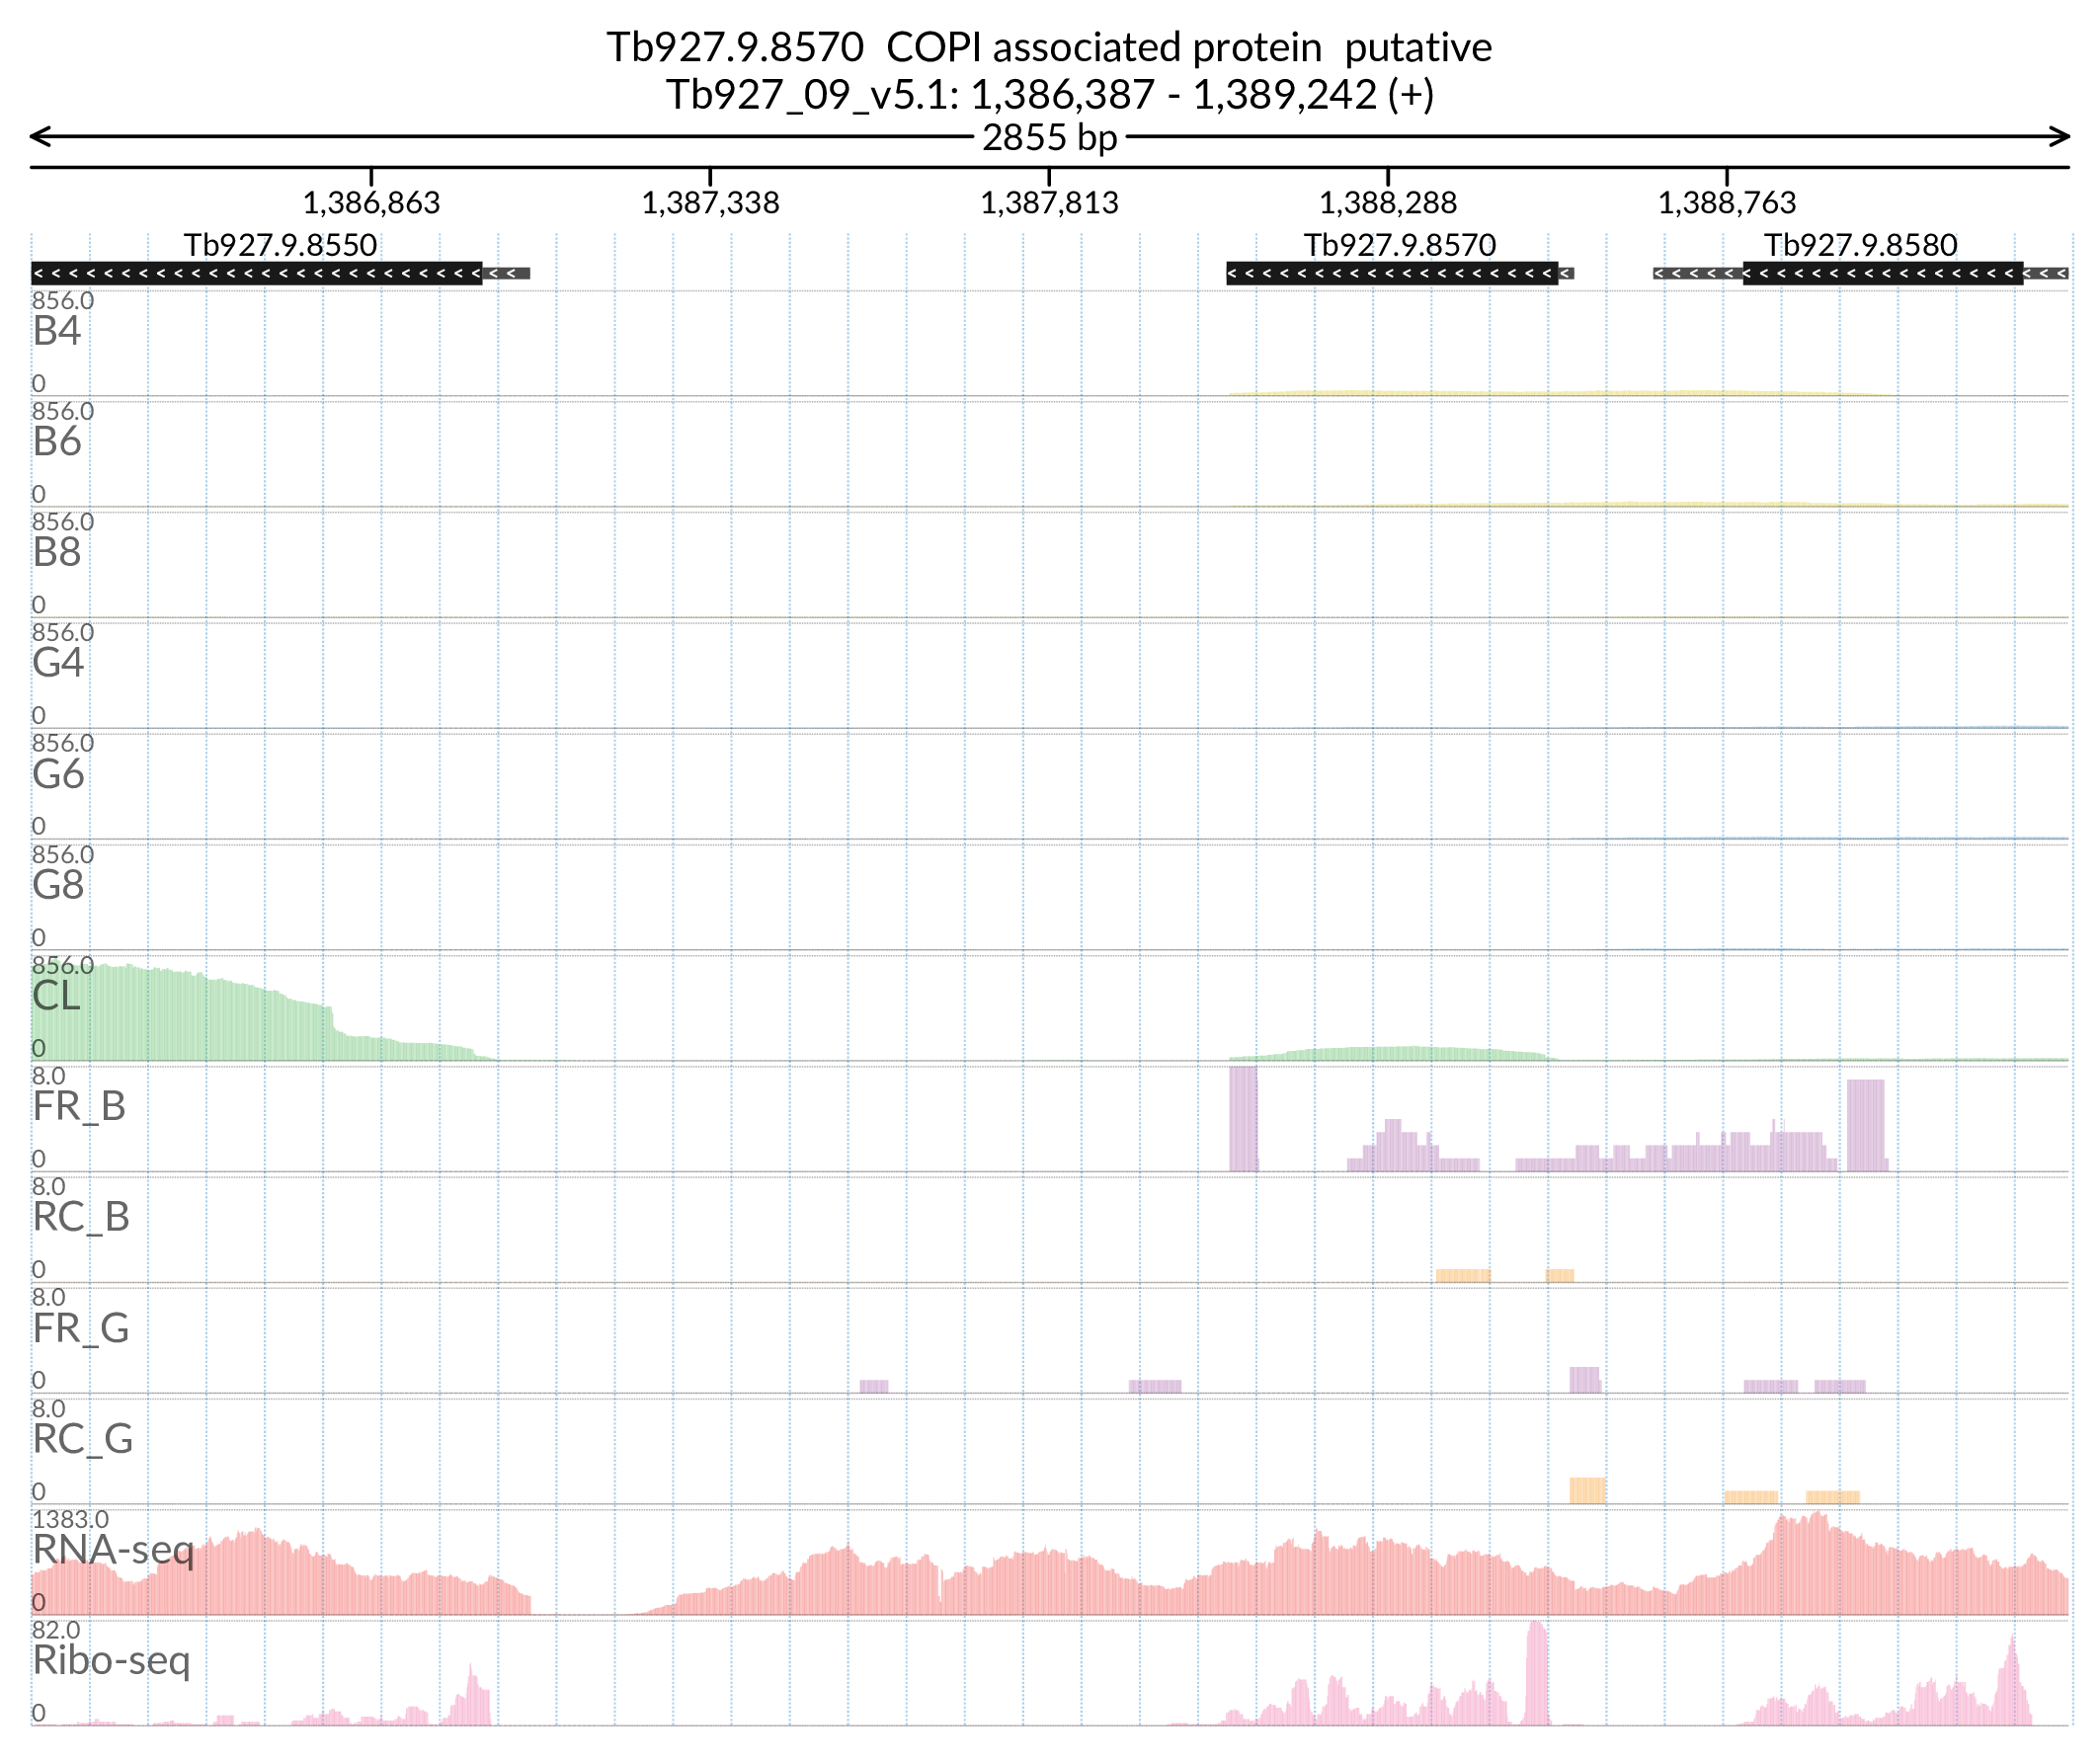 Tb927.9.8570  COPI associated protein  putative
Tb927_09_v5.1: 1,386,387 - 1,389,242 (+)
2855 bp
1,386,863 1,387,338 1,387,813 1,388,288 1,388,763
Tb927.9.8550 Tb927.9.8570 Tb927.9.8580
856.0
B4
0
856.0
B6
0
856.0
B8
0
856.0
G4
0
856.0
G6
0
856.0
G8
0
856.0
CL
0
8.0
FR_B
0
8.0
RC_B
0
8.0
FR_G
0
8.0
RC_G
0
1383.0
RNA-seq
0
82.0
Ribo-seq
0